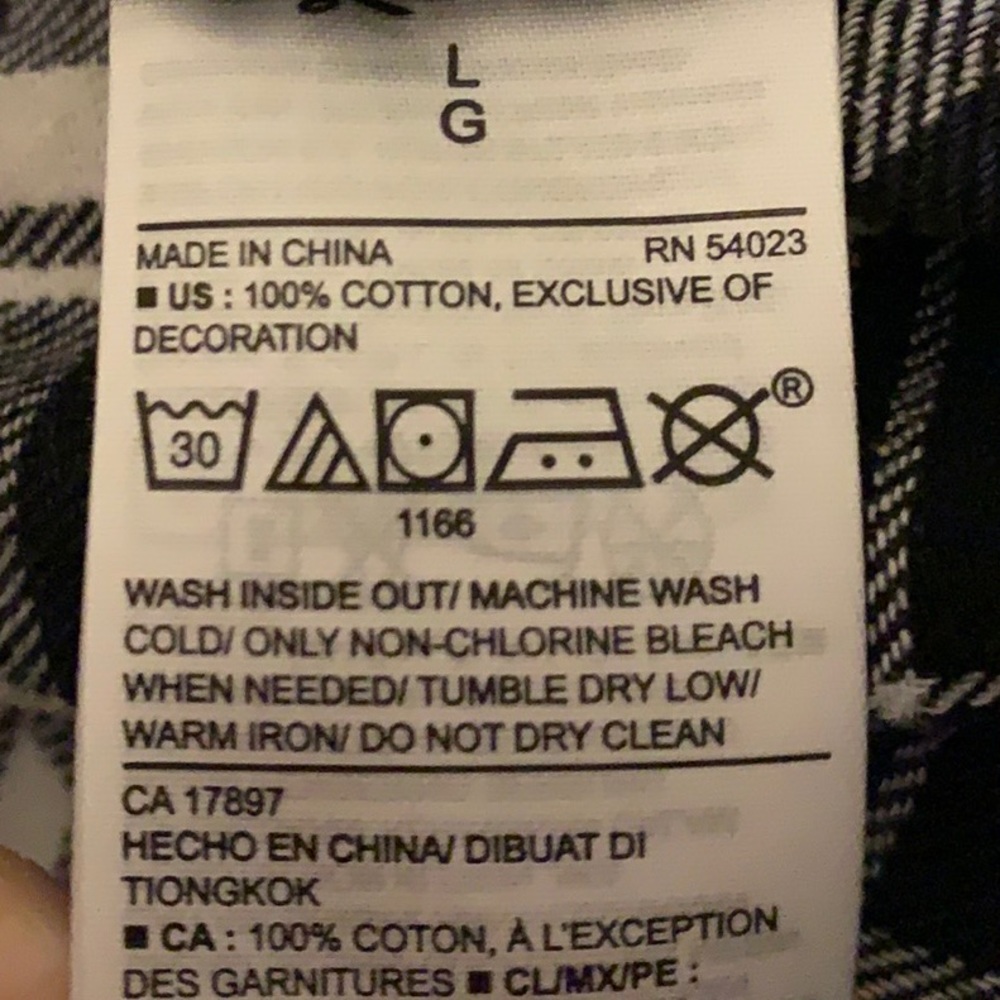 L
G
MADE IN CHINA RN 54023
■ US : 100% COTTON, EXCLUSIVE OF
DECORATION
30 ®
1166
WASH INSIDE OUT/ MACHINE WASH
COLD/ ONLY NON-CHLORINE BLEACH
WHEN NEEDED/ TUMBLE DRY LOW/
WARM IRON/ DO NOT DRY CLEAN
CA 17897
HECHO EN CHINA/ DIBUAT DI
TIONGKOK
■ CA : 100% COTON, À L'EXCEPTION
DES GARNITURES ■ CL/MX/PE :